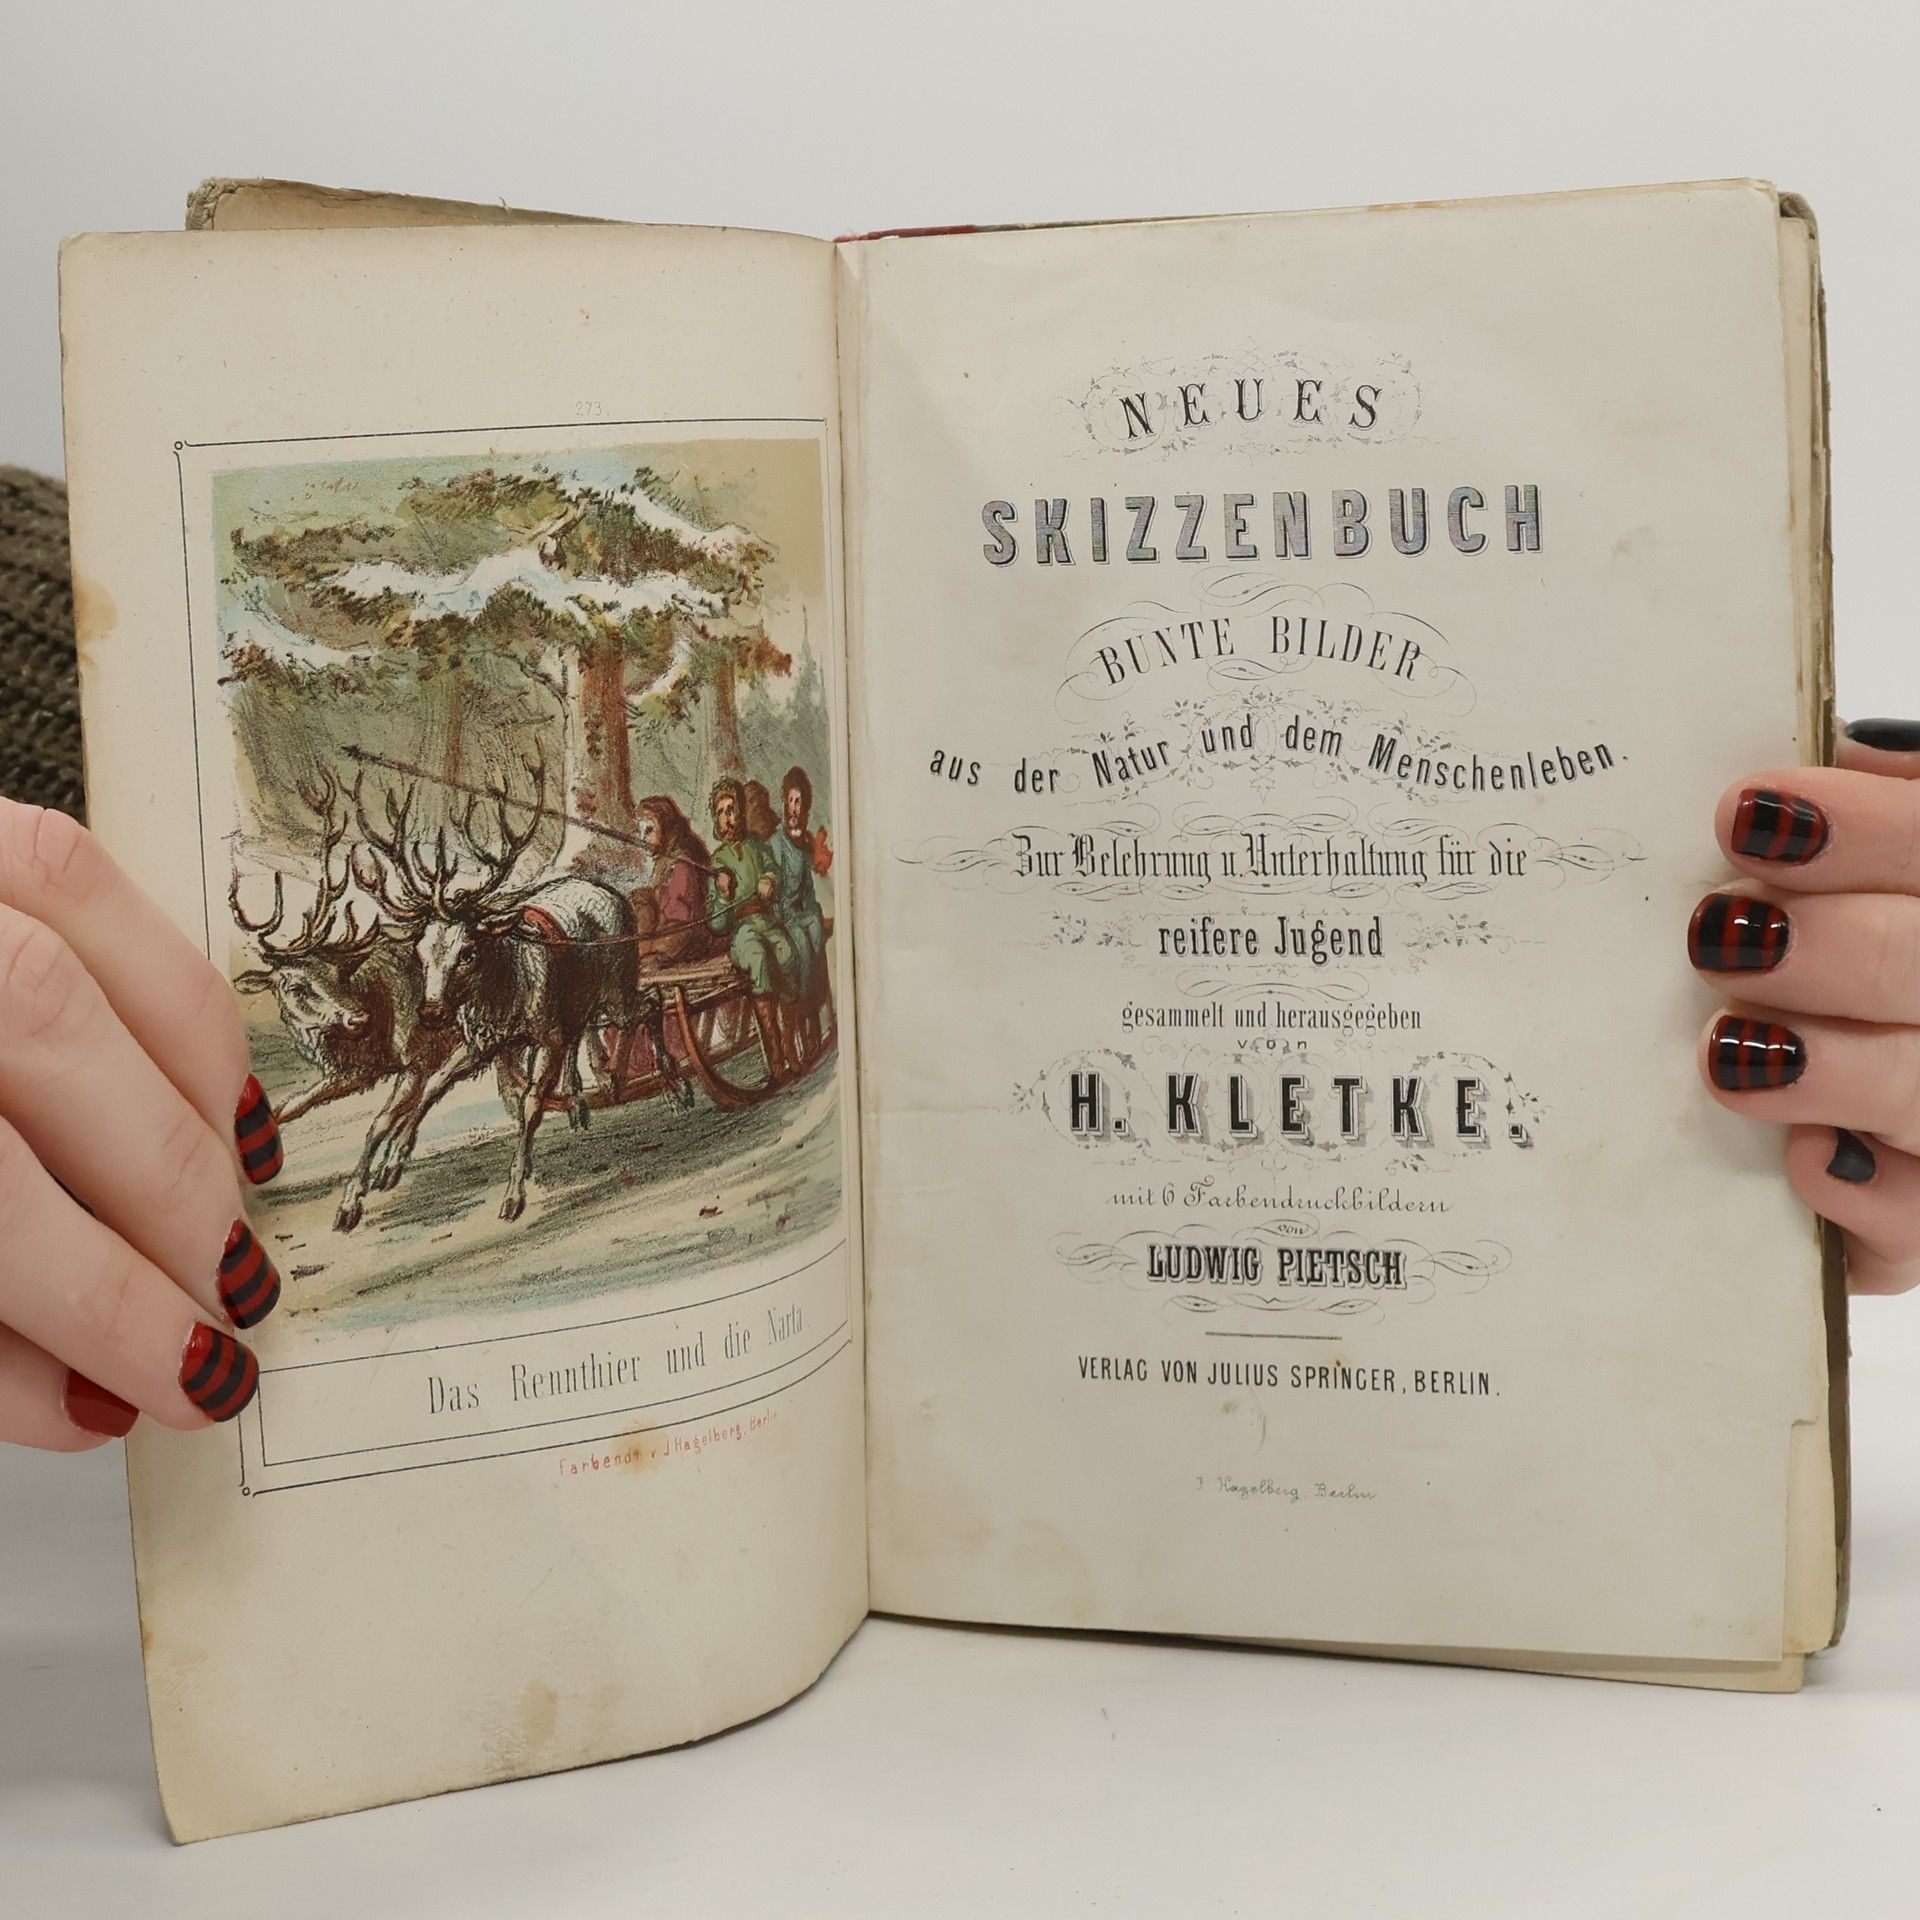 273.
Das Rennthier und die Narta.
Farbendr. v. J. Hagelberg, Berlin
NEUES
SKIZZENBUCH
BUNTE BILDER
aus der Natur und dem Menschenleben.
Zur Belehrung u. Unterhaltung für die
reifere Jugend
gesammelt und herausgegeben
von
H. KLETKE.
mit 6 Farbendruckbildern
von
LUDWIG PIETSCH
VERLAG VON JULIUS SPRINGER, BERLIN.
J. Hagelberg, Berlin